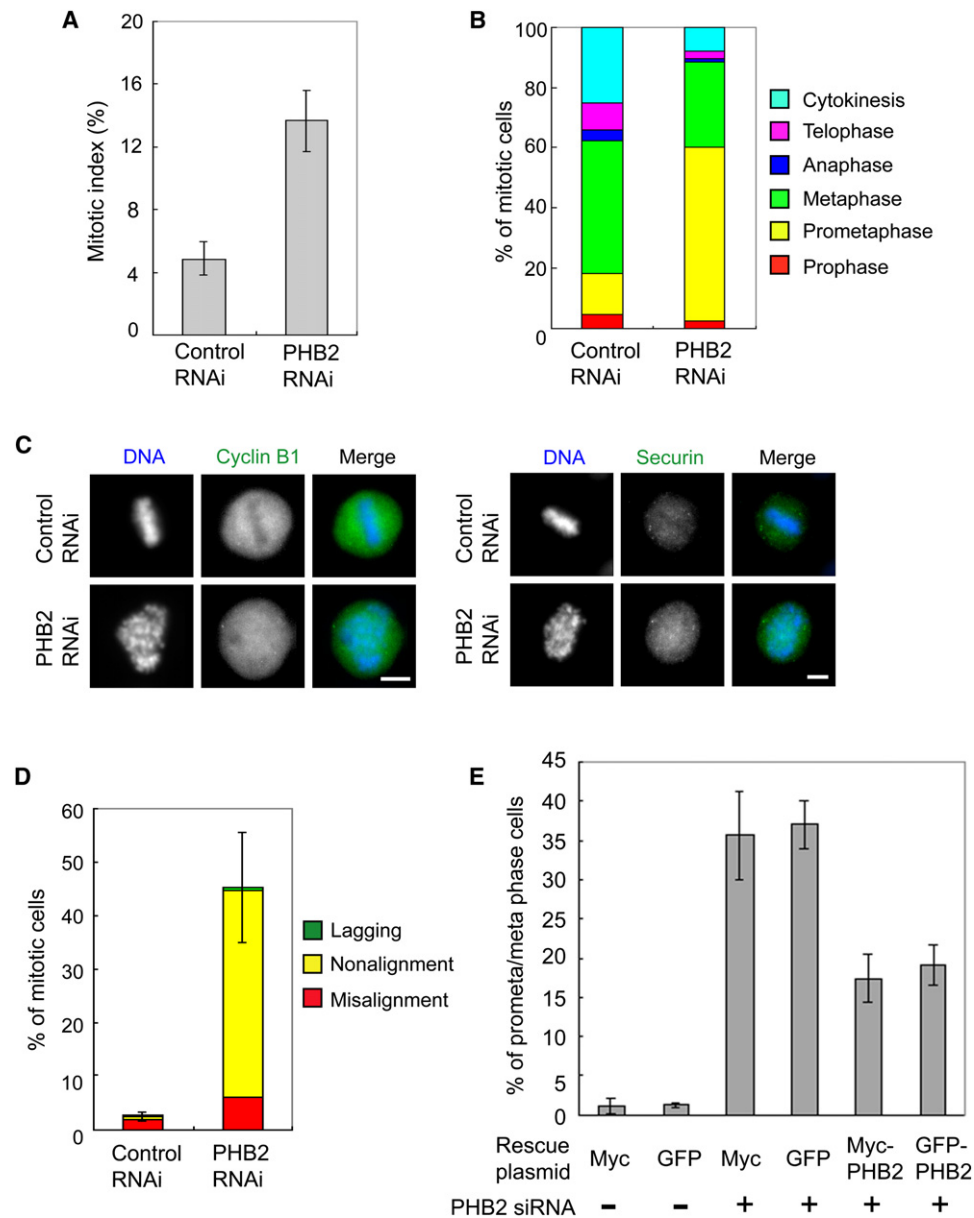 A
20
16
12
8
4
0
Mitotic index (%)
Control
RNAi
PHB2
RNAi
B
100
80
60
40
20
0
% of mitotic cells
Control
RNAi
PHB2
RNAi
Cytokinesis
Telophase
Anaphase
Metaphase
Prometaphase
Prophase
C
DNA
Cyclin B1
Merge
Control
RNAi
PHB2
RNAi
DNA
Securin
Merge
Control
RNAi
PHB2
RNAi
D
60
50
40
30
20
10
0
% of mitotic cells
Control
RNAi
PHB2
RNAi
Lagging
Nonalignment
Misalignment
E
45
40
35
30
25
20
15
10
5
0
% of prometa/meta phase cells
Rescue
plasmid
Myc
GFP
Myc
GFP
Myc-
PHB2
GFP-
PHB2
PHB2 siRNA
- - + + + +